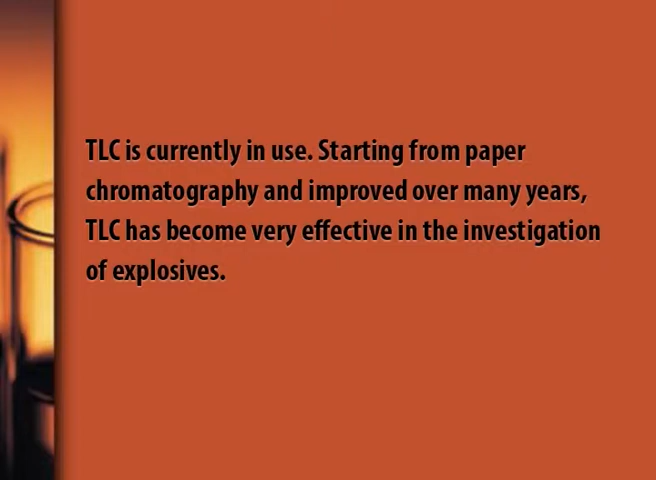 TLC is currently in use. Starting from paper
chromatography and improved over many years,
TLC has become very effective in the investigation
of explosives.